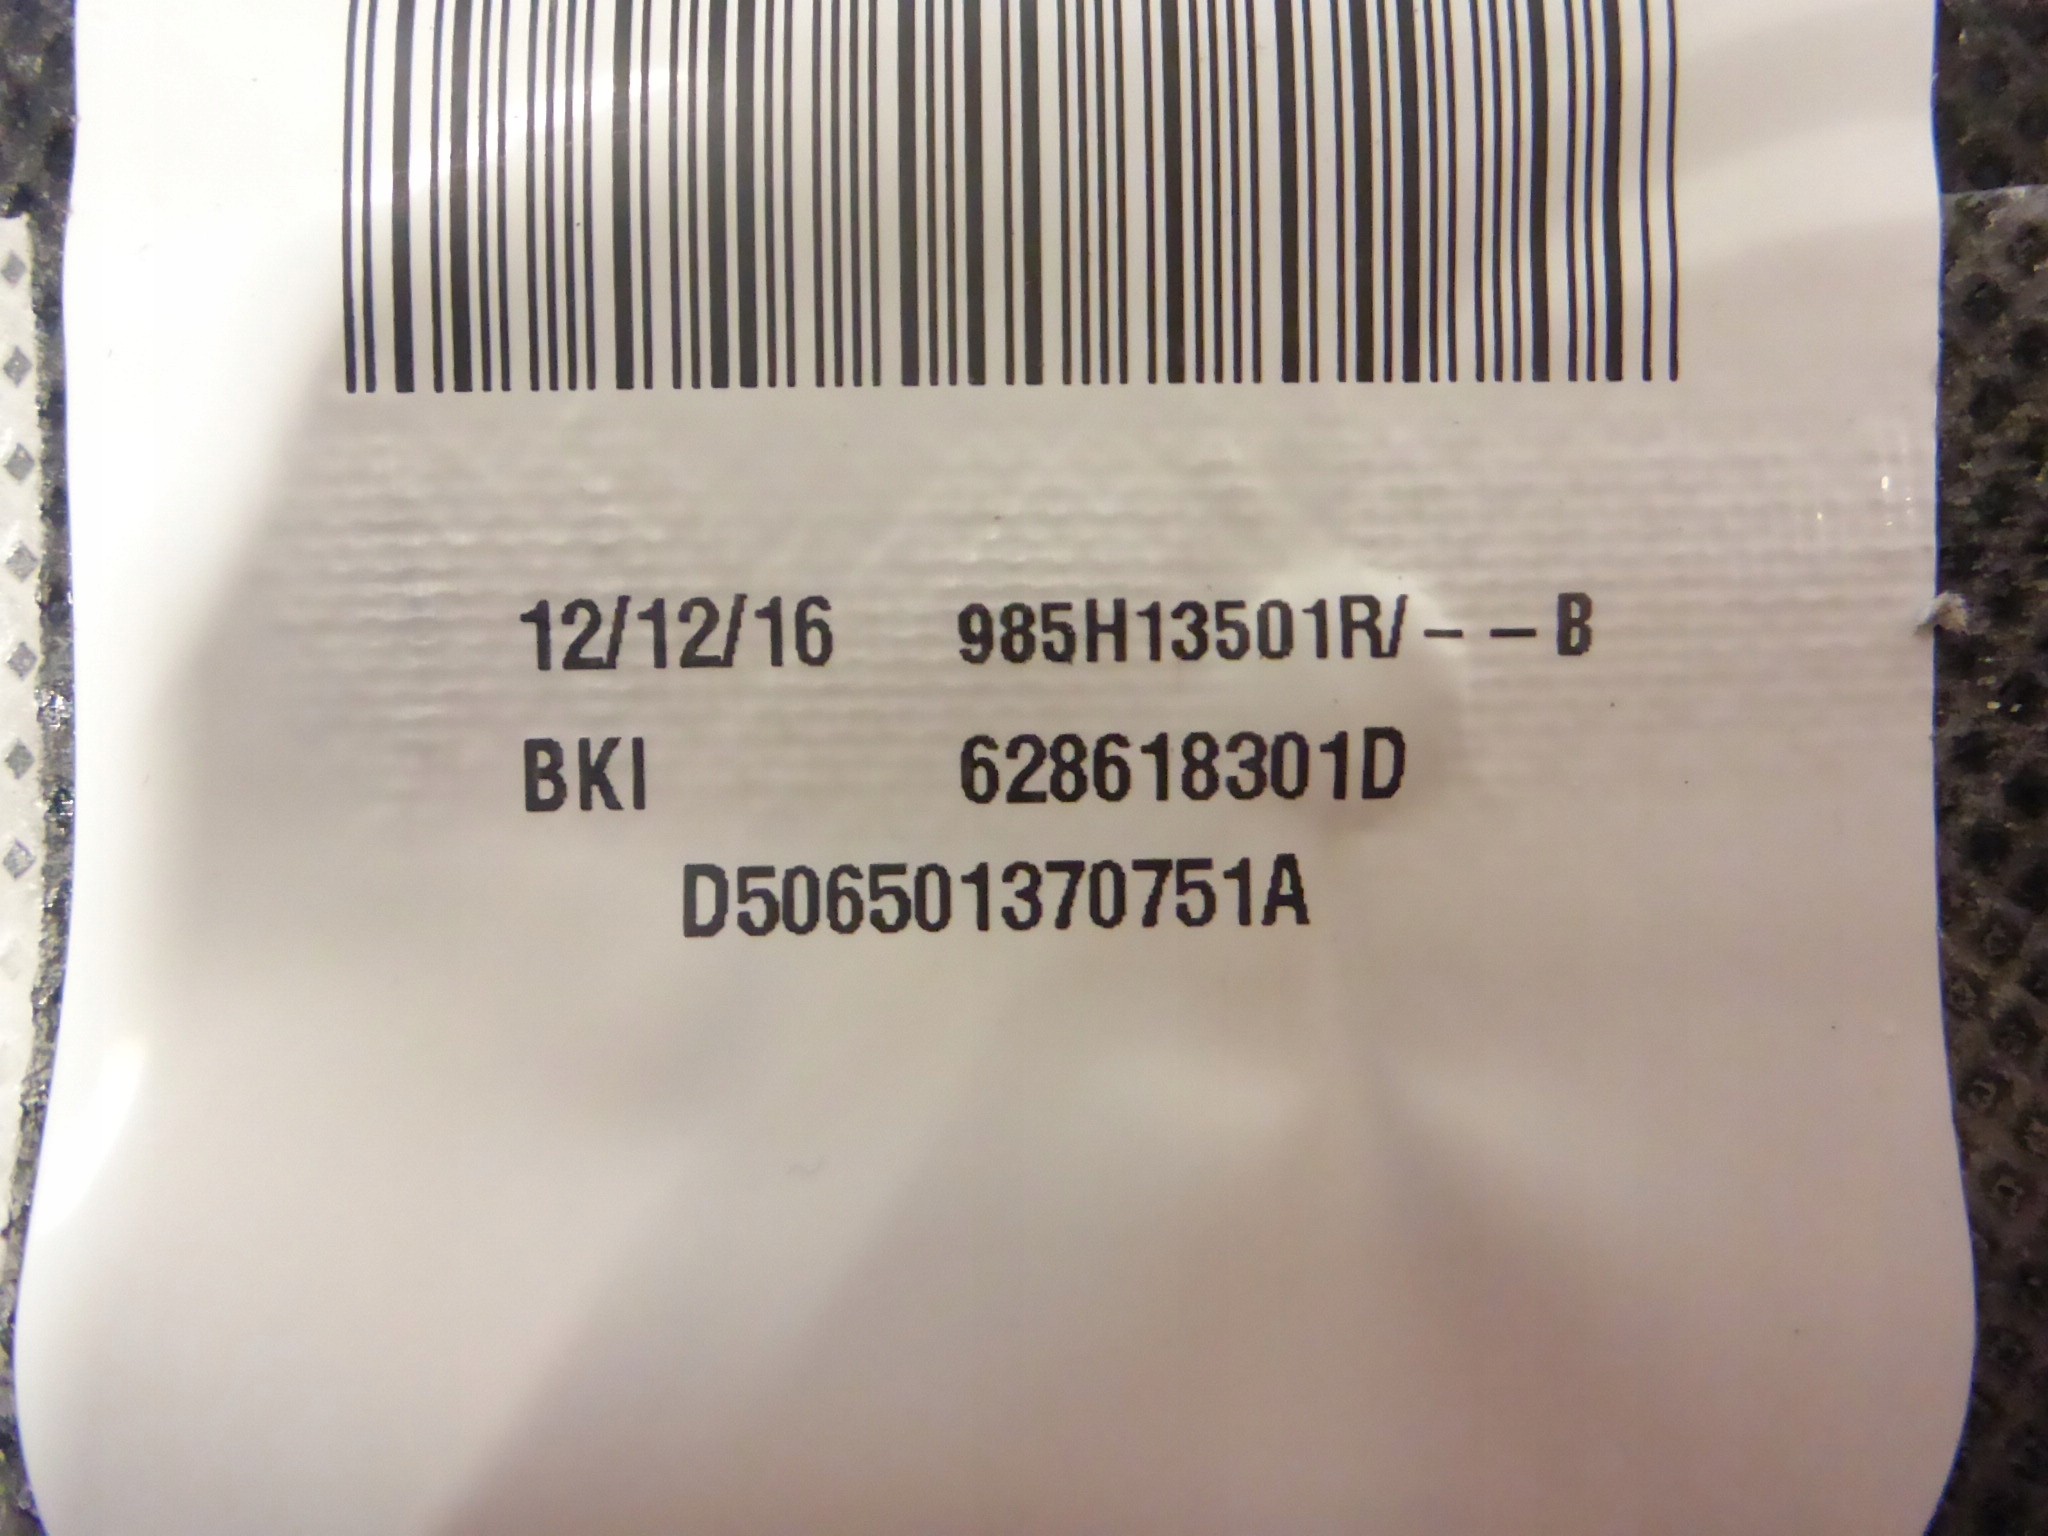 12/12/16 985H13501R/– –B
BKI 628618301D
D506501370751A